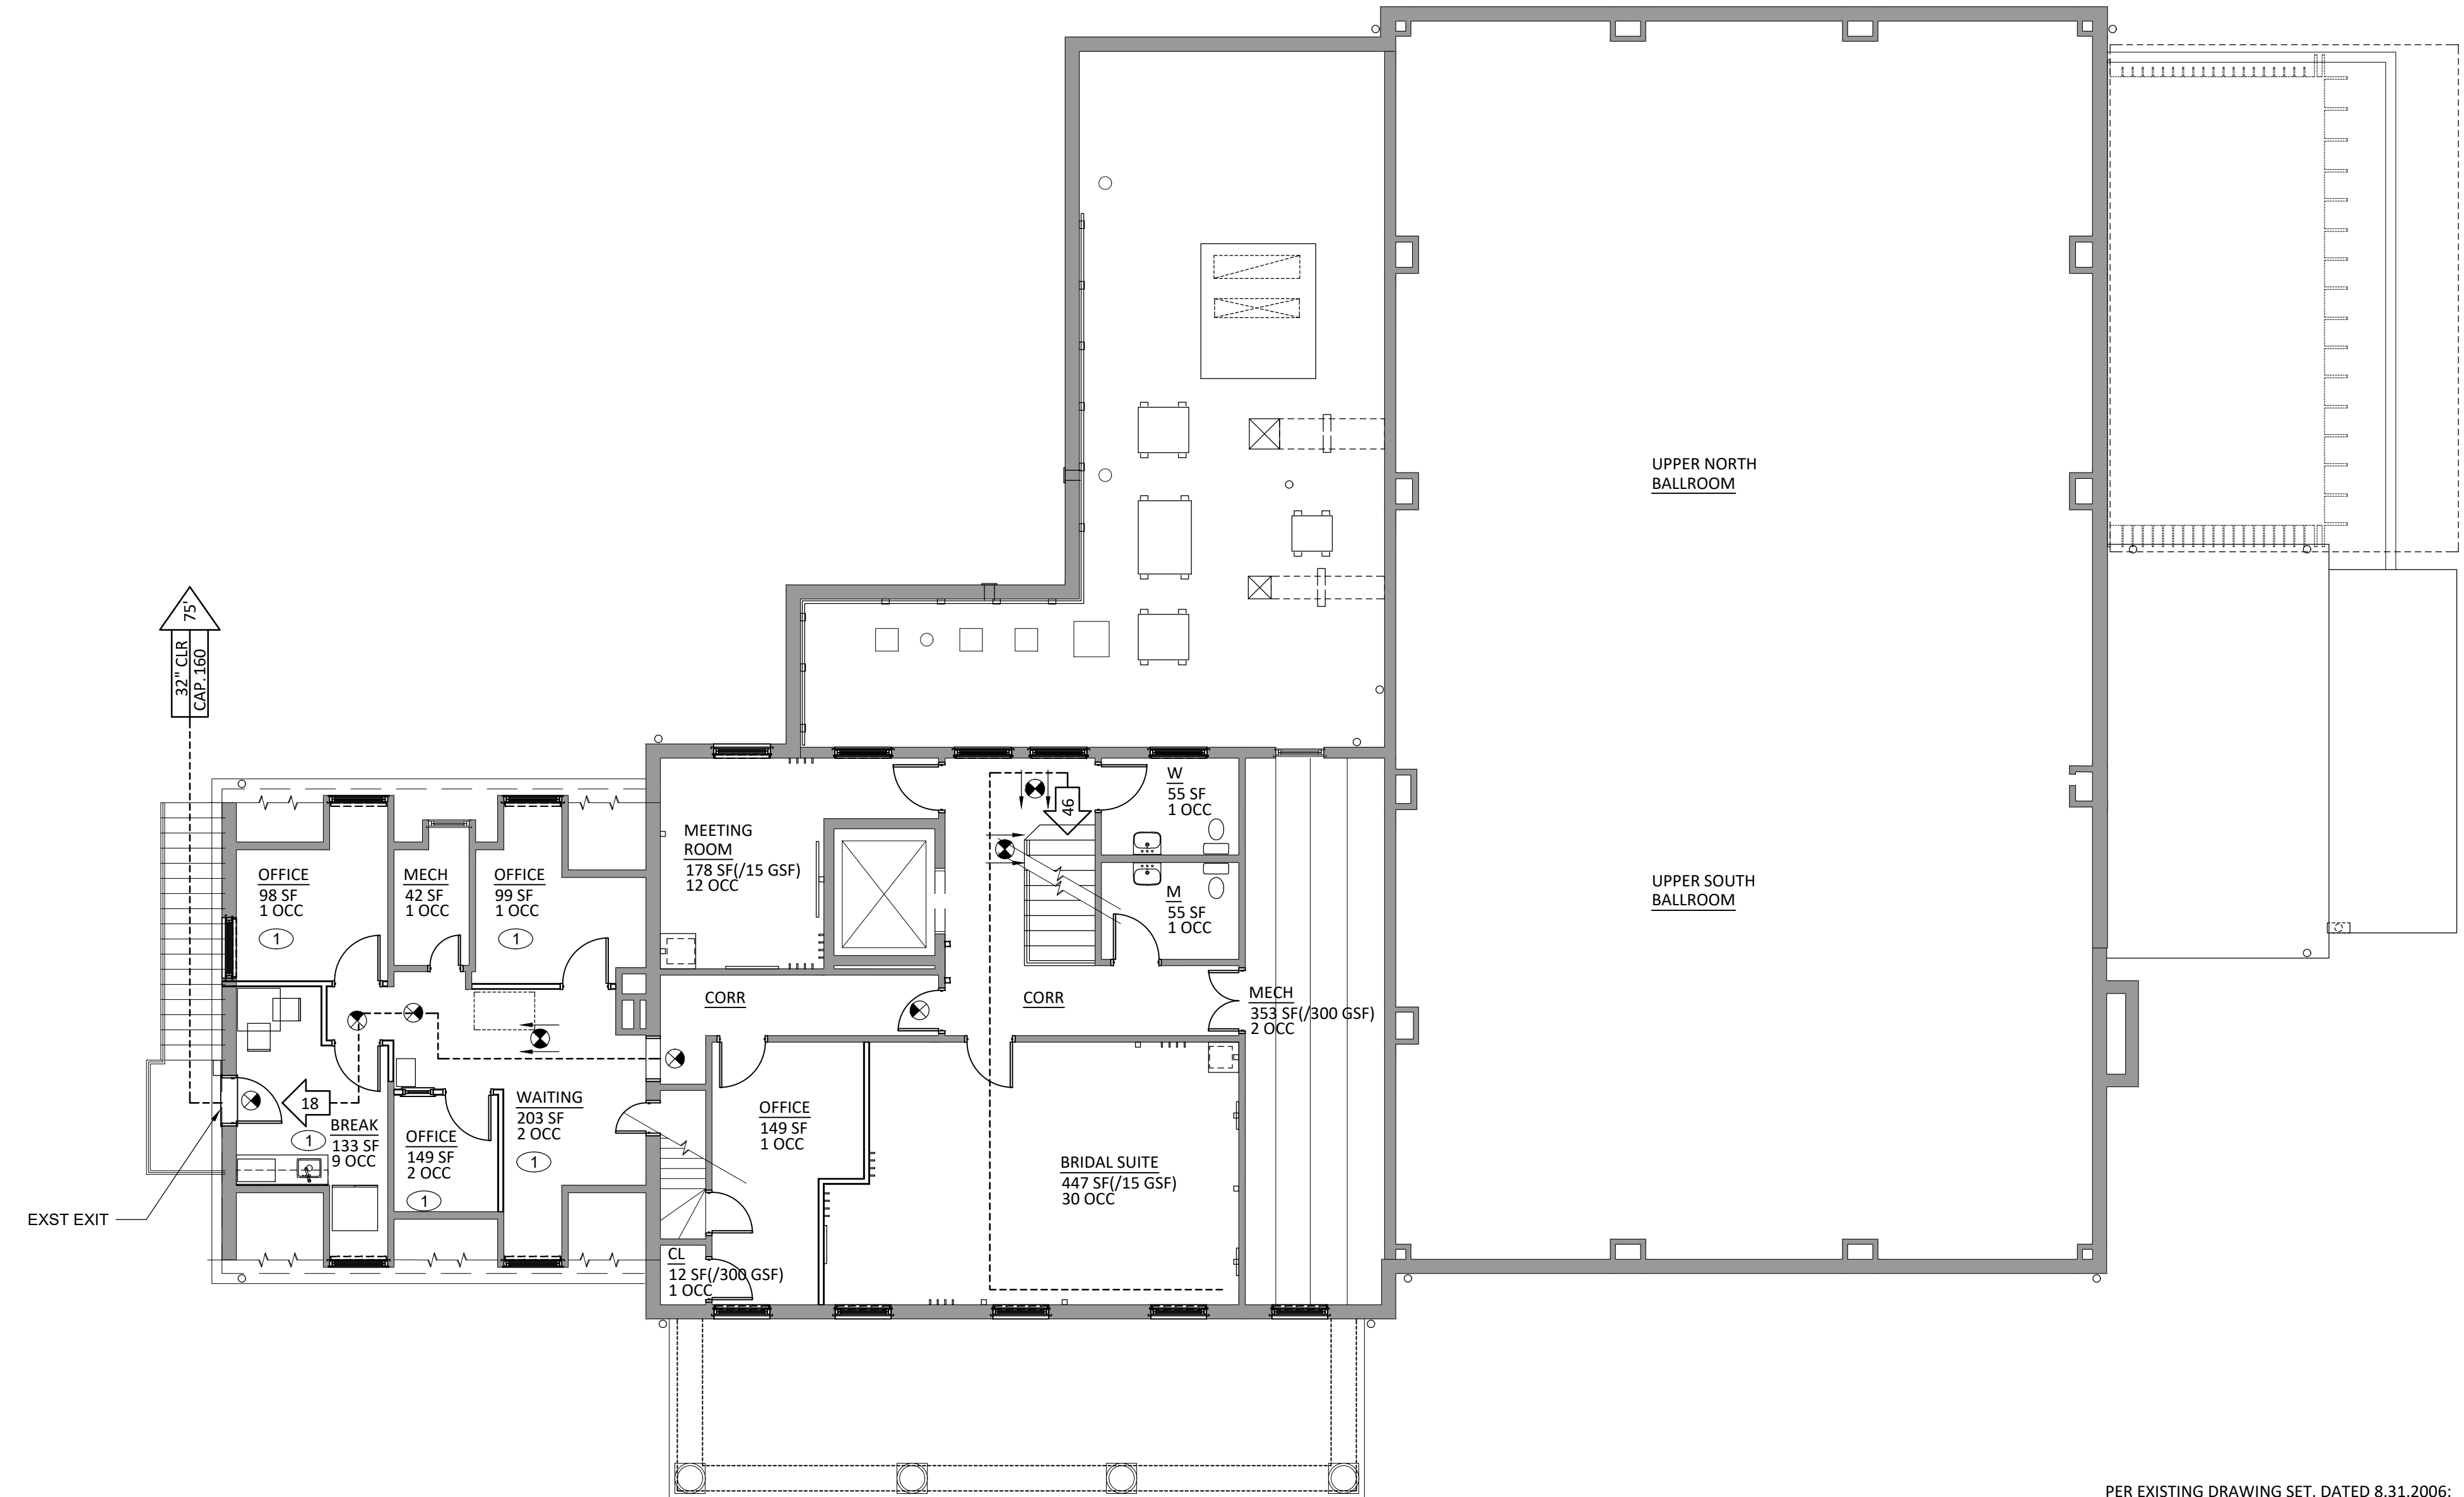 UPPER NORTH
BALLROOM
75'
32" CLR
CAP. 160
W
55 SF
1 OCC
46
MEETING
ROOM
178 SF(/15 GSF)
12 OCC
OFFICE
98 SF
1 OCC
1
MECH
42 SF
1 OCC
OFFICE
99 SF
1 OCC
1
M
55 SF
1 OCC
UPPER SOUTH
BALLROOM
CORR
CORR
MECH
353 SF(/300 GSF)
2 OCC
18
BREAK
133 SF
9 OCC
1
OFFICE
149 SF
2 OCC
1
WAITING
203 SF
2 OCC
1
OFFICE
149 SF
1 OCC
BRIDAL SUITE
447 SF(/15 GSF)
30 OCC
EXST EXIT
CL
12 SF(/300 GSF)
1 OCC
PER EXISTING DRAWING SET, DATED 8.31.2006: